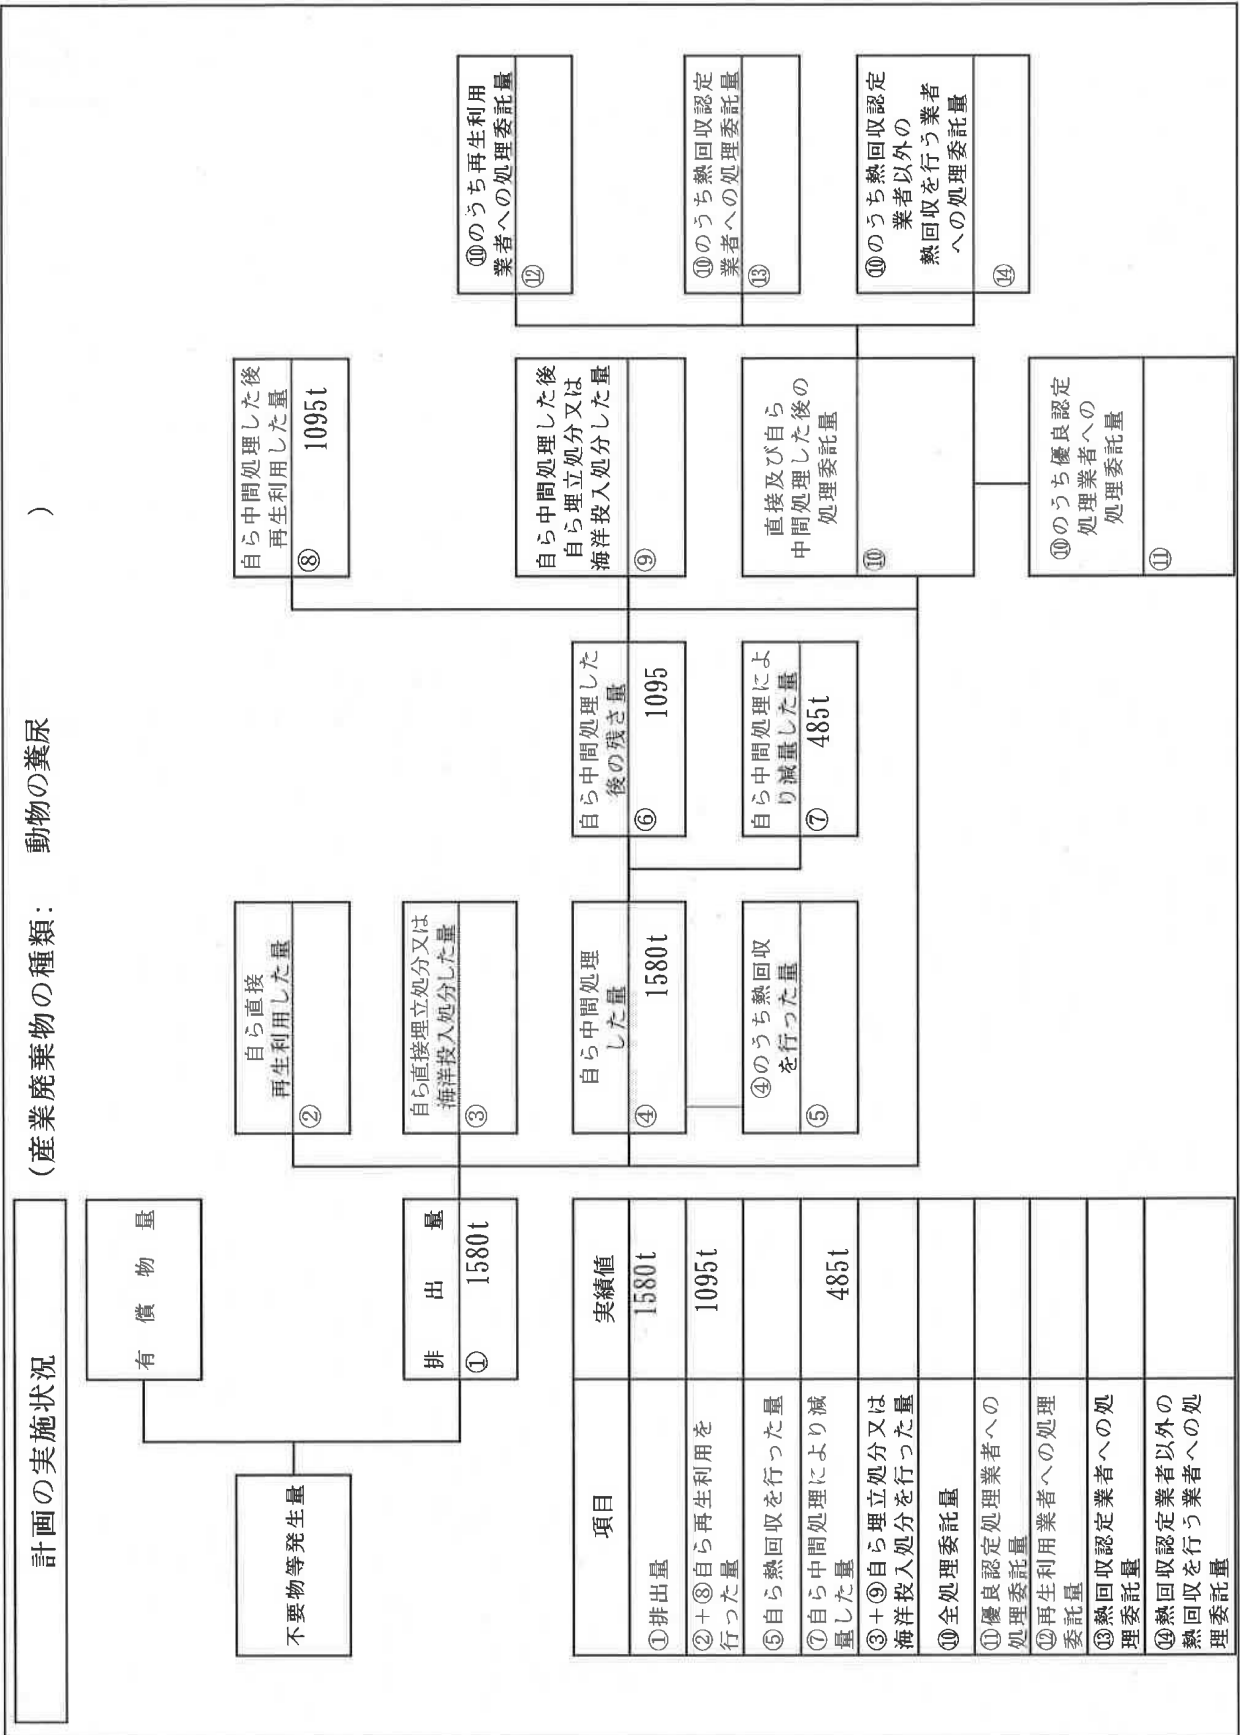 計画の実施状況
（産業廃棄物の種類： 動物の糞尿 ）
有償物量
不要物等発生量
排出量
① 1580t
自ら直接
再生利用した量
②
自ら直接埋立処分又は
海洋投入処分した量
③
自ら中間処理
した量
④ 1580t
④のうち熱回収
を行った量
⑤
自ら中間処理した
後の残さ量
⑥ 1095
自ら中間処理によ
り減量した量
⑦ 485t
自ら中間処理した後
再生利用した量
⑧ 1095t
自ら中間処理した後
自ら埋立処分又は
海洋投入処分した量
⑨
直接及び自ら
中間処理した後の
処理委託量
⑩
⑩のうち優良認定
処理業者への
処理委託量
⑪
⑩のうち再生利用
業者への処理委託量
⑫
⑩のうち熱回収認定
業者への処理委託量
⑬
⑩のうち熱回収認定
業者以外の
熱回収を行う業者
への処理委託量
⑭
項目 実績値
①排出量 1580t
②＋⑧自ら再生利用を
行った量 1095t
⑤自ら熱回収を行った量
⑦自ら中間処理により減
量した量 485t
③＋⑨自ら埋立処分又は
海洋投入処分を行った量
⑩全処理委託量
⑪優良認定処理業者への
処理委託量
⑫再生利用業者への処理
委託量
⑬熱回収認定業者への処
理委託量
⑭熱回収認定業者以外の
熱回収を行う業者への処
理委託量